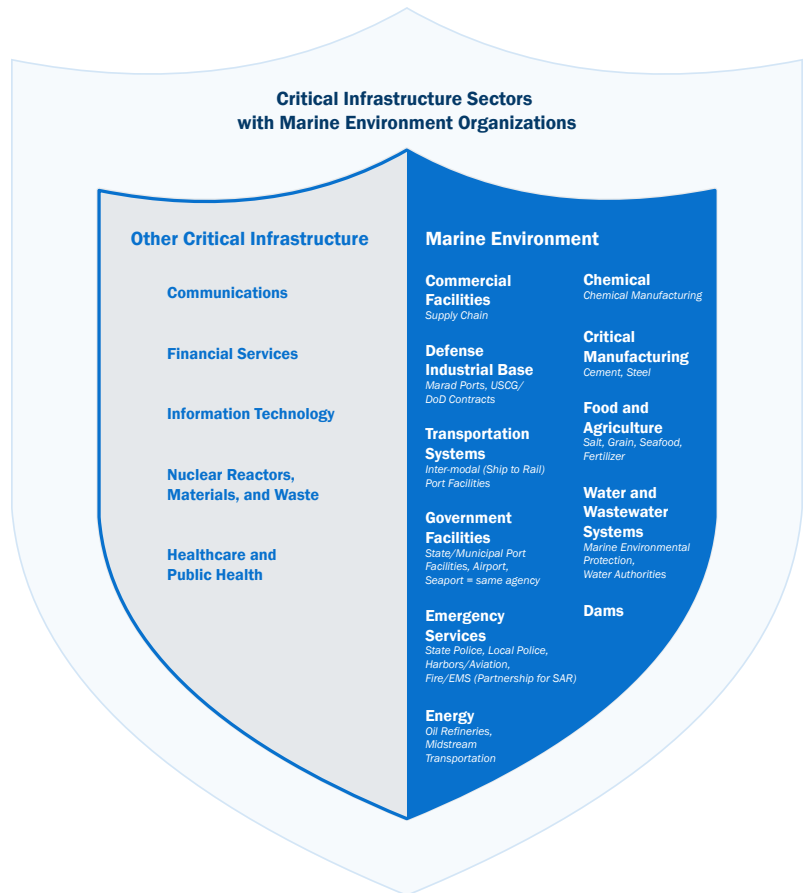 Critical Infrastructure Sectors
with Marine Environment Organizations
Other Critical Infrastructure
Communications
Financial Services
Information Technology
Nuclear Reactors,
Materials, and Waste
Healthcare and
Public Health
Marine Environment
Commercial
Facilities
Supply Chain
Defense
Industrial Base
Marad Ports, USCG/
DoD Contracts
Transportation
Systems
Inter-modal (Ship to Rail)
Port Facilities
Government
Facilities
State/Municipal Port
Facilities, Airport,
Seaport = same agency
Emergency
Services
State Police, Local Police,
Harbors/Aviation,
Fire/EMS (Partnership for SAR)
Energy
Oil Refineries,
Midstream
Transportation
Chemical
Chemical Manufacturing
Critical
Manufacturing
Cement, Steel
Food and
Agriculture
Salt, Grain, Seafood,
Fertilizer
Water and
Wastewater
Systems
Marine Environmental
Protection,
Water Authorities
Dams